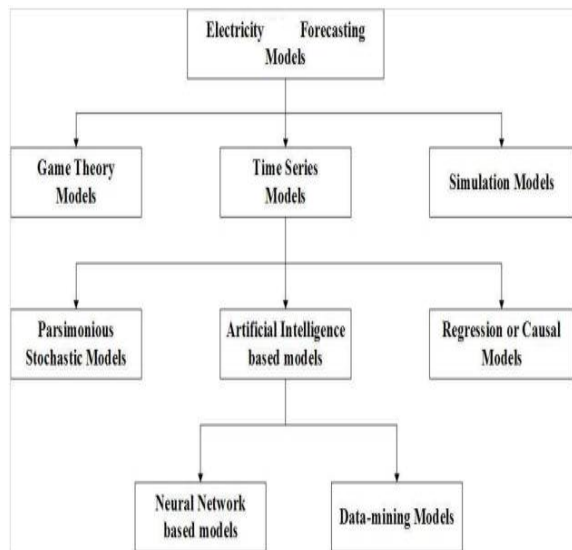 Electricity Forecasting
Models
Game Theory
Models
Time Series
Models
Simulation Models
Parsimonious
Stochastic Models
Artificial Intelligence
based models
Regression or Causal
Models
Neural Network
based models
Data-mining Models